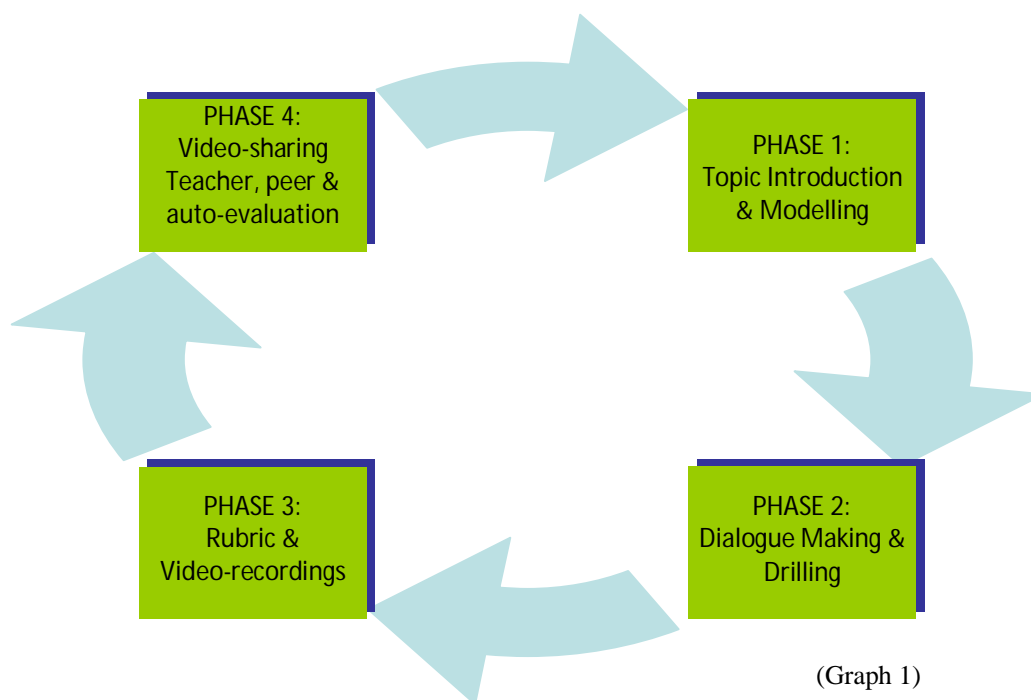 PHASE 4:
Video-sharing
Teacher, peer &
auto-evaluation
PHASE 1:
Topic Introduction
& Modelling
PHASE 3:
Rubric &
Video-recordings
PHASE 2:
Dialogue Making &
Drilling
(Graph 1)